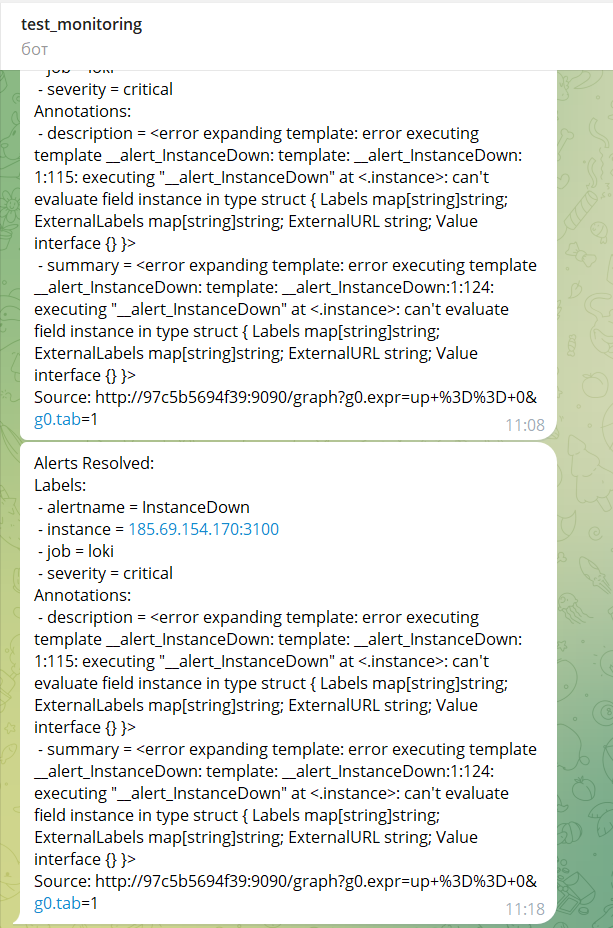 test_monitoring
бот
- job = loki
- severity = critical
Annotations:
- description = <error expanding template: error executing
template __alert_InstanceDown: template: __alert_InstanceDown:
1:115: executing "__alert_InstanceDown" at <.instance>: can't
evaluate field instance in type struct { Labels map[string]string;
ExternalLabels map[string]string; ExternalURL string; Value
interface {} }>
- summary = <error expanding template: error executing template
__alert_InstanceDown: template: __alert_InstanceDown:1:124:
executing "__alert_InstanceDown" at <.instance>: can't evaluate
field instance in type struct { Labels map[string]string;
ExternalLabels map[string]string; ExternalURL string; Value
interface {} }>
Source: http://97c5b5694f39:9090/graph?g0.expr=up+%3D%3D+0&
g0.tab=1
11:08
Alerts Resolved:
Labels:
- alertname = InstanceDown
- instance = 185.69.154.170:3100
- job = loki
- severity = critical
Annotations:
- description = <error expanding template: error executing
template __alert_InstanceDown: template: __alert_InstanceDown:
1:115: executing "__alert_InstanceDown" at <.instance>: can't
evaluate field instance in type struct { Labels map[string]string;
ExternalLabels map[string]string; ExternalURL string; Value
interface {} }>
- summary = <error expanding template: error executing template
__alert_InstanceDown: template: __alert_InstanceDown:1:124:
executing "__alert_InstanceDown" at <.instance>: can't evaluate
field instance in type struct { Labels map[string]string;
ExternalLabels map[string]string; ExternalURL string; Value
interface {} }>
Source: http://97c5b5694f39:9090/graph?g0.expr=up+%3D%3D+0&
g0.tab=1
11:18